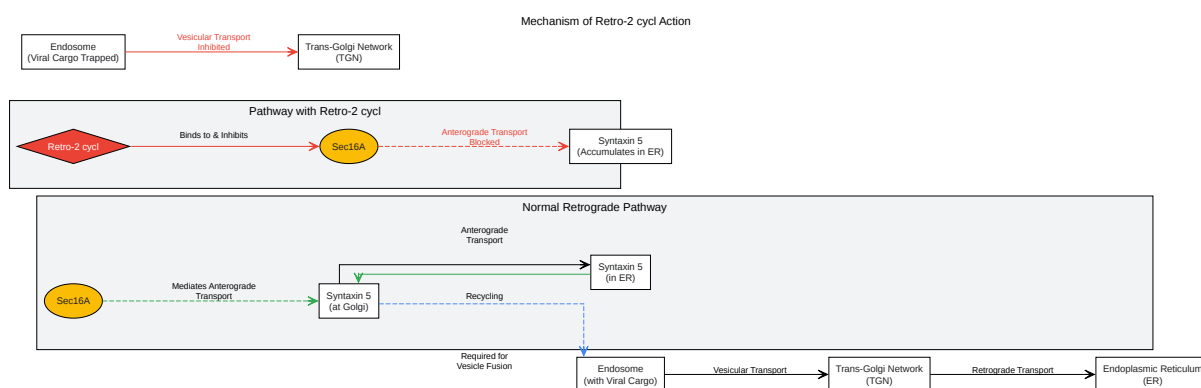 Mechanism of Retro-2 cycl Action
Vesicular Transport
Inhibited
Endosome
(Viral Cargo Trapped)
Trans-Golgi Network
(TGN)
Pathway with Retro-2 cycl
Retro-2 cycl
Binds to & Inhibits
Sec16A
Anterograde Transport
Blocked
Syntaxin 5
(Accumulates in ER)
Normal Retrograde Pathway
Anterograde
Transport
Syntaxin 5
(in ER)
Sec16A
Mediates Anterograde
Transport
Syntaxin 5
(at Golgi)
Recycling
Required for
Vesicle Fusion
Endosome
(with Viral Cargo)
Vesicular Transport
Trans-Golgi Network
(TGN)
Retrograde Transport
Endoplasmic Reticulum
(ER)